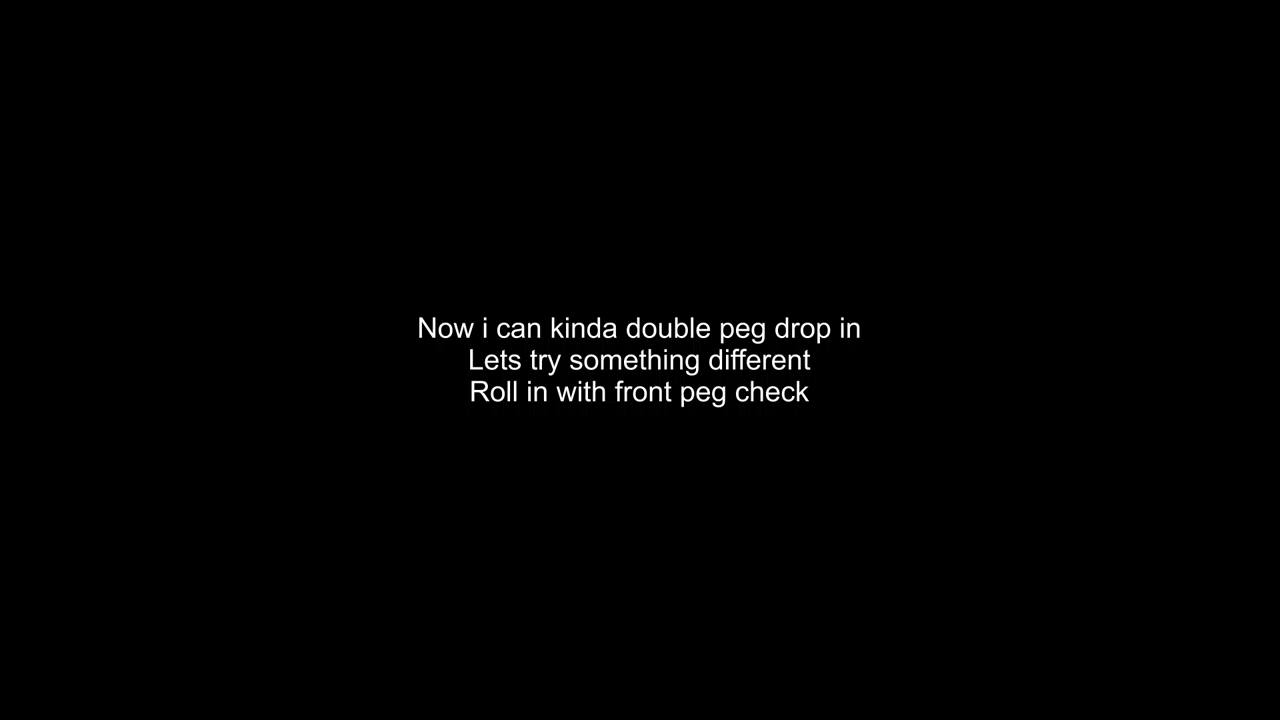 Now i can kinda double peg drop in
Lets try something different
Roll in with front peg check